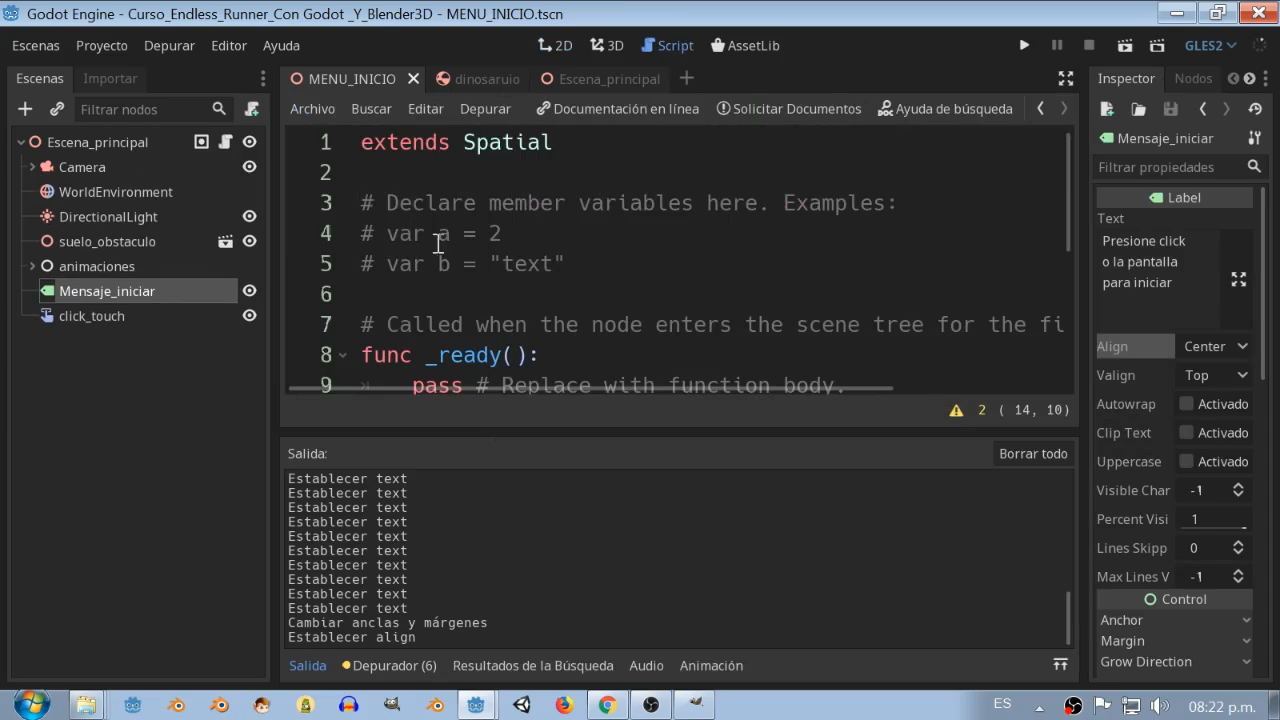 Godot Engine - Curso_Endless_Runner_Con Godot _Y_Blender3D - MENU_INICIO.tscn
Escenas Proyecto Depurar Editor Ayuda
2D 3D Script AssetLib
GLES2
Escenas Importar
MENU_INICIO dinosaruio Escena_principal
Inspector Nodos
Filtrar nodos
Archivo Buscar Editar Depurar Documentación en línea Solicitar Documentos Ayuda de búsqueda
Escena_principal
Camera
WorldEnvironment
DirectionalLight
suelo_obstaculo
animaciones
Mensaje_iniciar
click_touch
1 extends Spatial
2
3 # Declare member variables here. Examples:
4 # var a = 2
5 # var b = "text"
6
7 # Called when the node enters the scene tree for the fi
8 func _ready():
9 pass # Replace with function body.
2 ( 14, 10)
Salida:
Borrar todo
Establecer text
Establecer text
Establecer text
Establecer text
Establecer text
Establecer text
Establecer text
Establecer text
Establecer text
Establecer text
Cambiar anclas y márgenes
Establecer align
Salida Depurador (6) Resultados de la Búsqueda Audio Animación
Mensaje_iniciar
Filtrar propiedades
Label
Text
Presione click
o la pantalla
para iniciar
Align Center
Valign Top
Autowrap Activado
Clip Text Activado
Uppercase Activado
Visible Char -1
Percent Visi 1
Lines Skipp 0
Max Lines V -1
Control
Anchor
Margin
Grow Direction
ES
08:22 p.m.